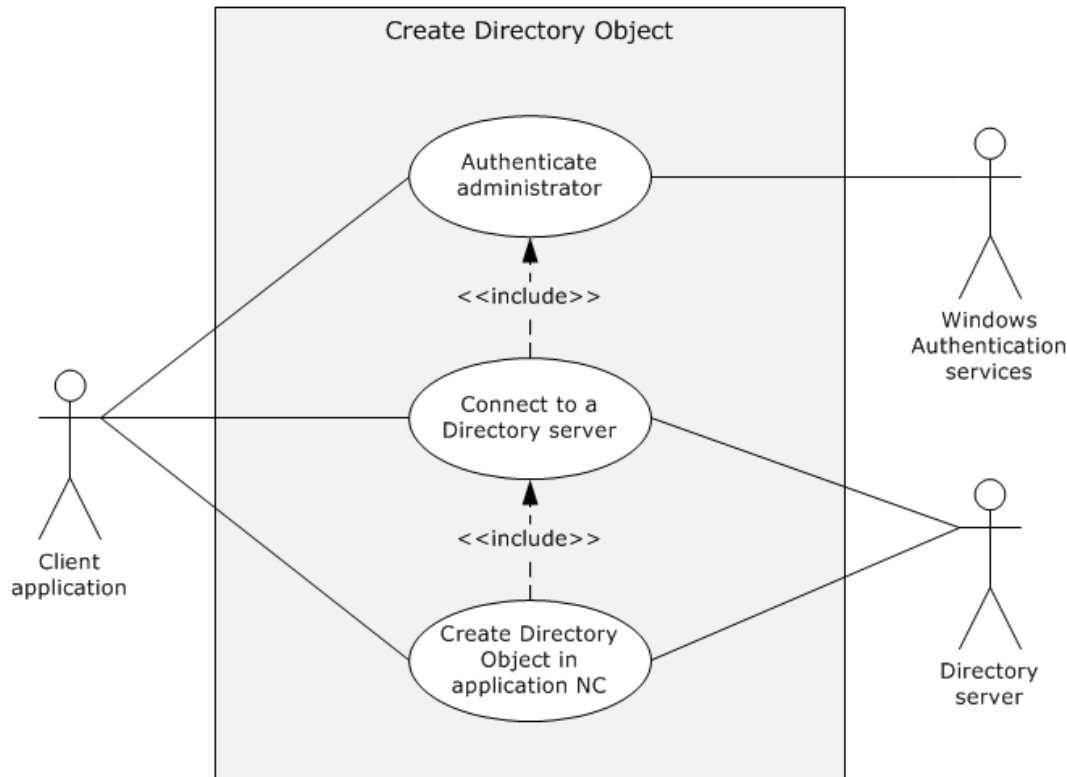 Create Directory Object
Authenticate
administrator
<<include>>
Windows
Authentication
services
Connect to a
Directory server
<<include>>
Client
application
Create Directory
Object in
application NC
Directory
server